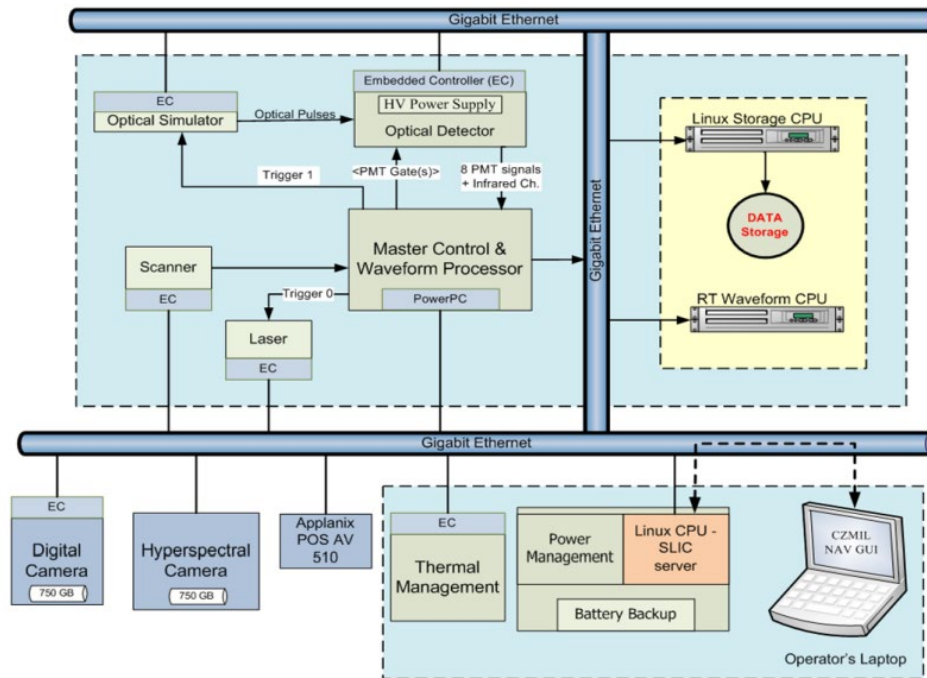 Gigabit Ethernet
EC
Optical Simulator
Optical Pulses
Embedded Controller (EC)
HV Power Supply
Optical Detector
Trigger 1
<PMT Gate(s)>
8 PMT signals
+ Infrared Ch.
Master Control &
Waveform Processor
PowerPC
Scanner
EC
Trigger 0
Laser
EC
Gigabit Ethernet
Linux Storage CPU
DATA
Storage
RT Waveform CPU
Gigabit Ethernet
EC
Digital
Camera
750 GB
Hyperspectral
Camera
750 GB
Applanix
POS AV
510
EC
Thermal
Management
Power
Management
Linux CPU -
SLIC
server
Battery Backup
CZMIL
NAV GUI
Operator's Laptop